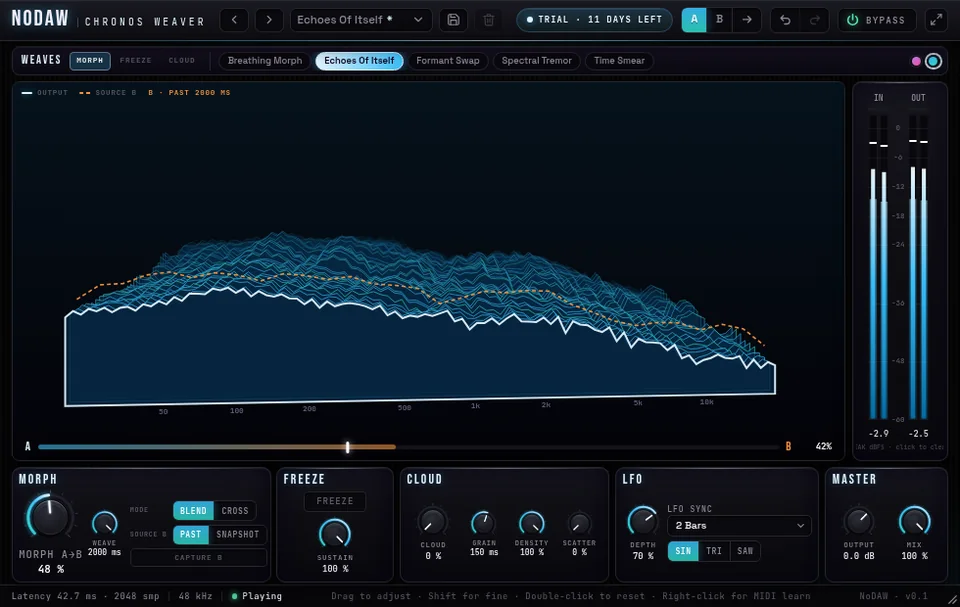 NODAW CHRONOS WEAVER Echoes Of Itself * TRIAL · 11 DAYS LEFT A B BYPASS
WEAVES MORPH FREEZE CLOUD Breathing Morph Echoes Of Itself Formant Swap Spectral Tremor Time Smear
OUTPUT SOURCE B B · PAST 2000 MS
IN OUT
0
-6
-12
-18
-24
-36
-48
-60
50 100 200 500 1k 2k 5k 10k
-2.9 -2.5
A B 42%
dBFS · click to
MORPH FREEZE CLOUD LFO MASTER
FREEZE
MODE BLEND CROSS
LFO SYNC
2 Bars
SOURCE B PAST SNAPSHOT
WEAVE
2000 ms
CAPTURE B
MORPH A→B
48 %
SUSTAIN
100 %
CLOUD
0 %
GRAIN
150 ms
DENSITY
100 %
SCATTER
0 %
DEPTH
70 %
SIN TRI SAW
OUTPUT
0.0 dB
MIX
100 %
Latency 42.7 ms · 2048 smp 48 kHz Playing Drag to adjust · Shift for fine · Double-click to reset · Right-click for MIDI learn NoDAW · v0.1